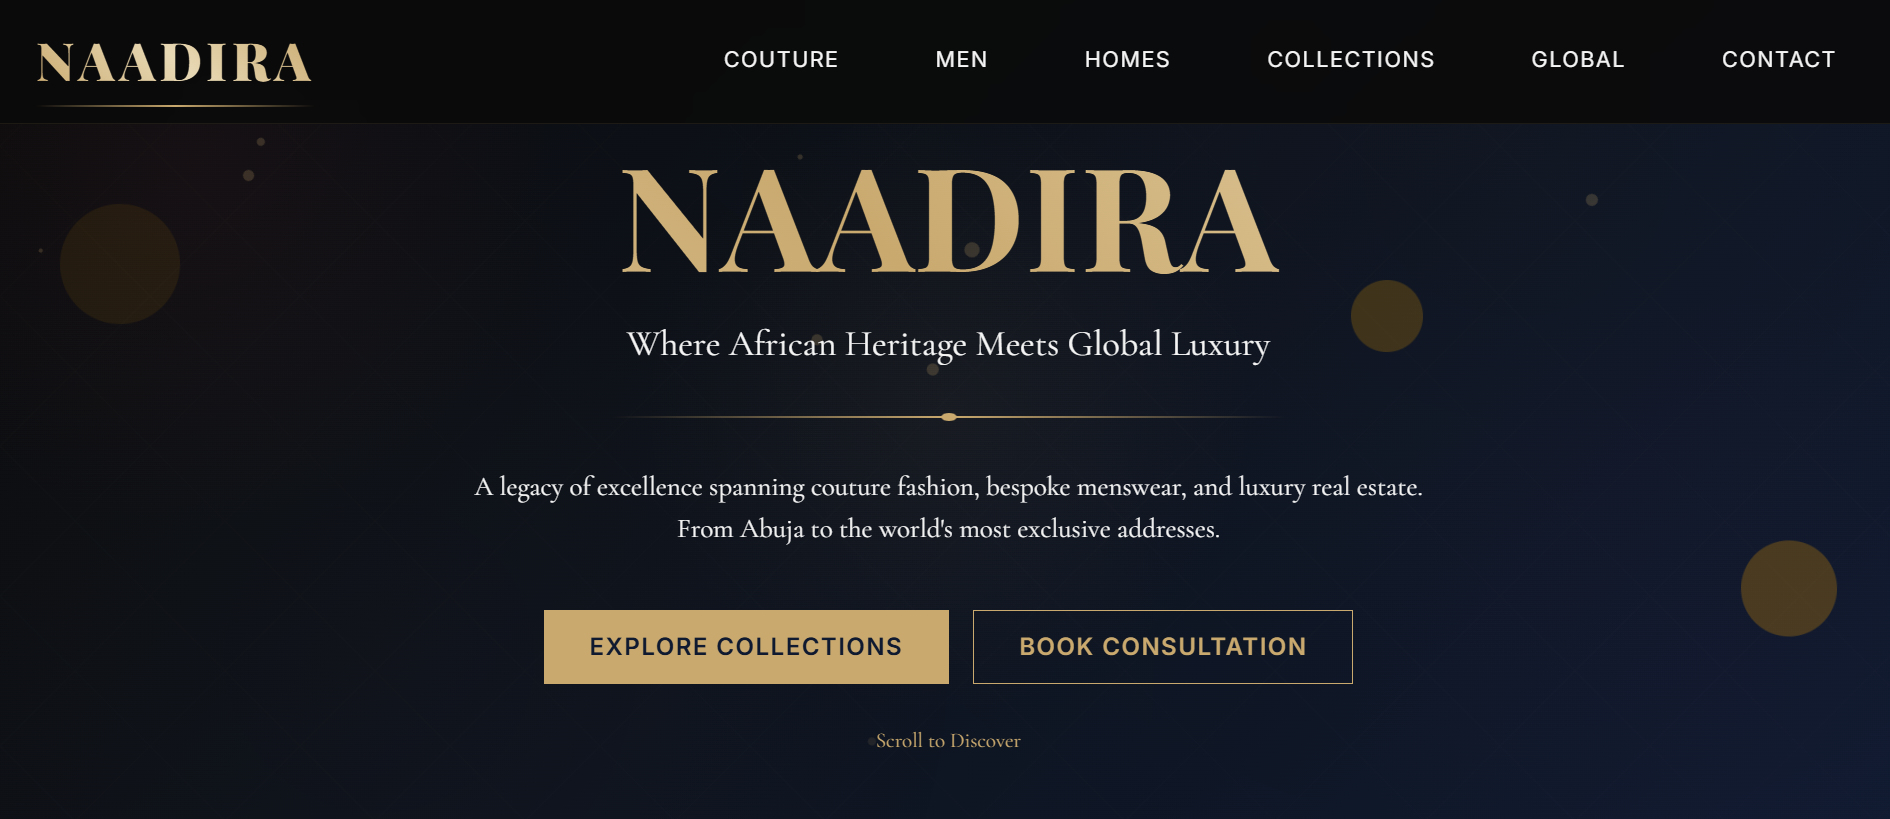 NAADIRA
COUTURE MEN HOMES COLLECTIONS GLOBAL CONTACT
NAADIRA
Where African Heritage Meets Global Luxury
A legacy of excellence spanning couture fashion, bespoke menswear, and luxury real estate.
From Abuja to the world's most exclusive addresses.
EXPLORE COLLECTIONS
BOOK CONSULTATION
Scroll to Discover